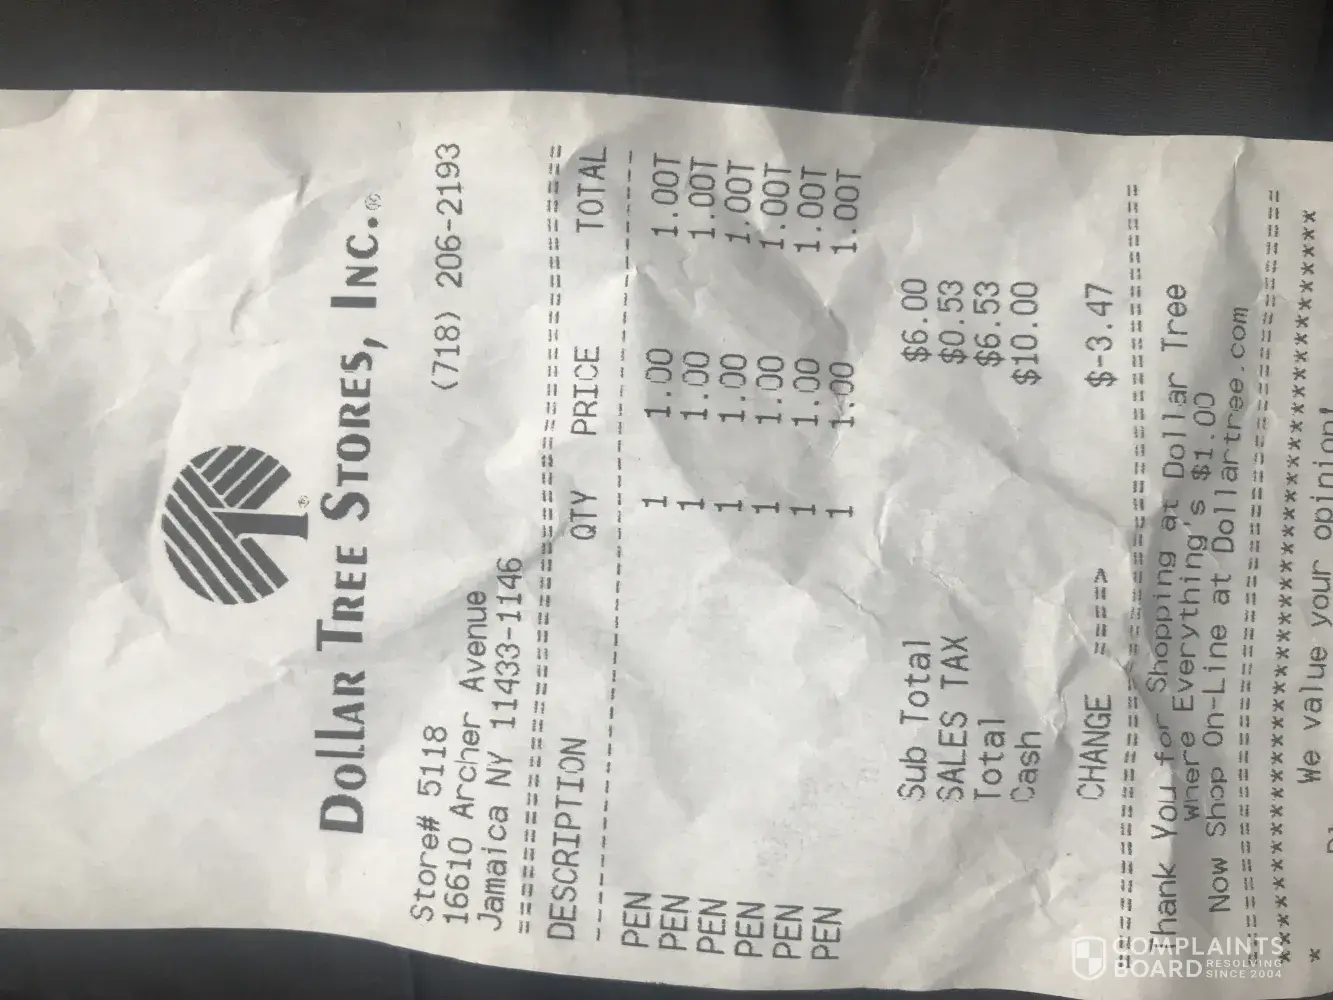 Dollar Tree Stores, Inc.®
Store# 5118 (718) 206-2193
16610 Archer Avenue
Jamaica NY 11433-1146
================================================
DESCRIPTION QTY PRICE TOTAL
------------------------------------------------
PEN 1 1.00 1.00T
PEN 1 1.00 1.00T
PEN 1 1.00 1.00T
PEN 1 1.00 1.00T
PEN 1 1.00 1.00T
PEN 1 1.00 1.00T
Sub Total $6.00
SALES TAX $0.53
Total $6.53
Cash $10.00
CHANGE ====> $-3.47
================================================
Thank You for Shopping at Dollar Tree
Where Everything's $1.00
Now Shop On-Line at Dollartree.com
================================================
************************************************
* We value your opinion!
COMPLAINTS
BOARD RESOLVING
SINCE 2004